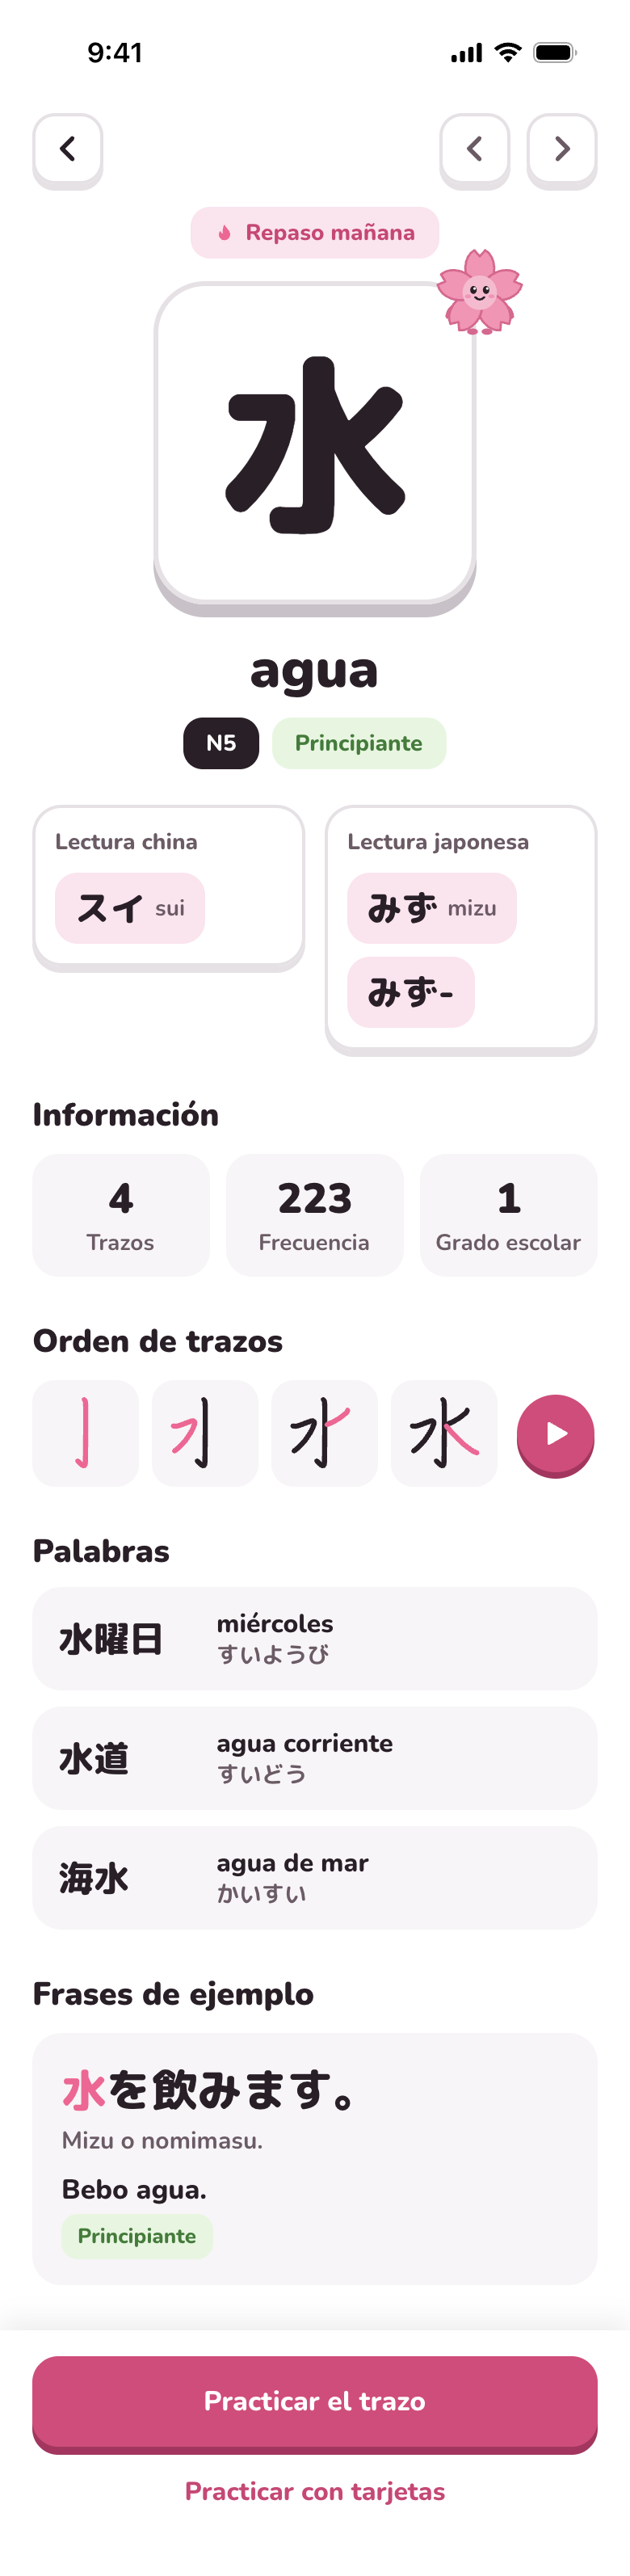 9:41
Repaso mañana
水
agua
N5 Principiante
Lectura china
スイ sui
Lectura japonesa
みず mizu
みず-
Información
4
Trazos
223
Frecuencia
1
Grado escolar
Orden de trazos
水
Palabras
水曜日
miércoles
すいようび
水道
agua corriente
すいどう
海水
agua de mar
かいすい
Frases de ejemplo
水を飲みます。
Mizu o nomimasu.
Bebo agua.
Principiante
Practicar el trazo
Practicar con tarjetas